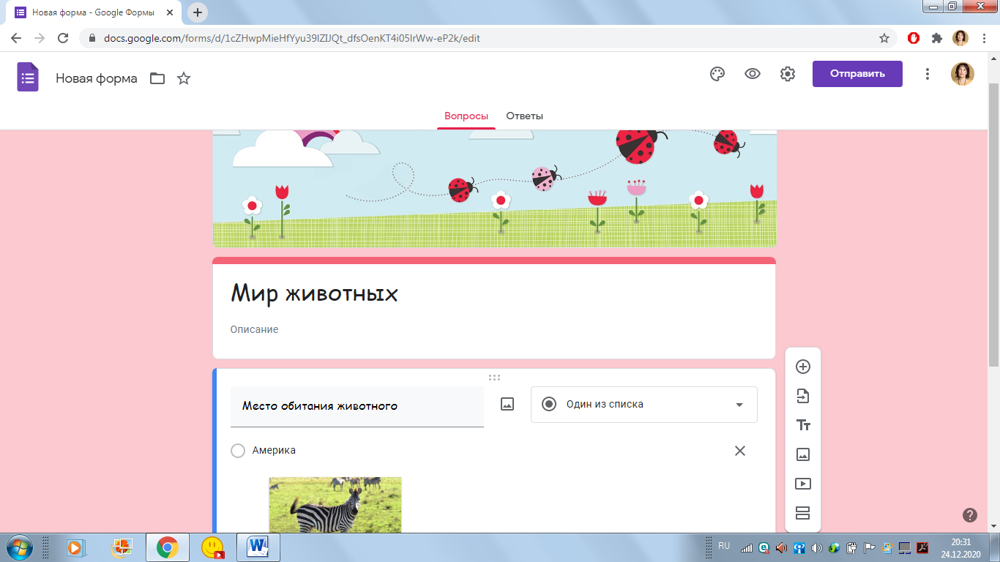 Новая форма - Google Формы
docs.google.com/forms/d/1cZHwpMieHfYyu39lZIJQt_dfsOenKT4i05lrWw-eP2k/edit
Новая форма
Отправить
Вопросы
Ответы
Мир животных
Описание
Место обитания животного
Один из списка
Америка
RU
20:31
24.12.2020